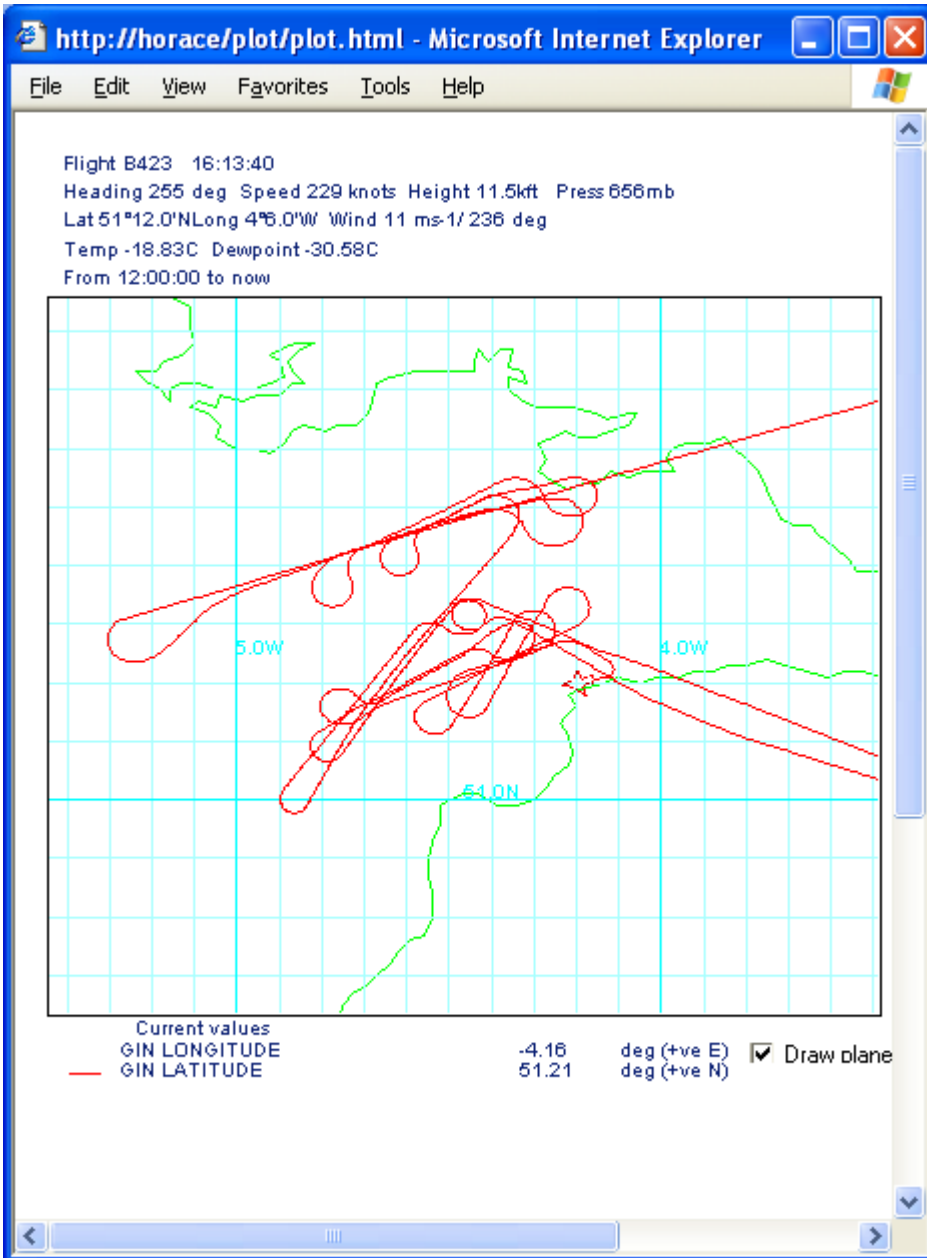 http://horace/plot/plot.html - Microsoft Internet Explorer
File Edit View Favorites Tools Help
Flight B423 16:13:40
Heading 255 deg Speed 229 knots Height 11.5kft Press 656mb
Lat 51°12.0'NLong 4°6.0'W Wind 11 ms-1/ 236 deg
Temp -18.83C Dewpoint -30.58C
From 12:00:00 to now
5.0W 4.0W
51.0N
Current values
GIN LONGITUDE -4.16 deg (+ve E)
GIN LATITUDE 51.21 deg (+ve N)
Draw plane